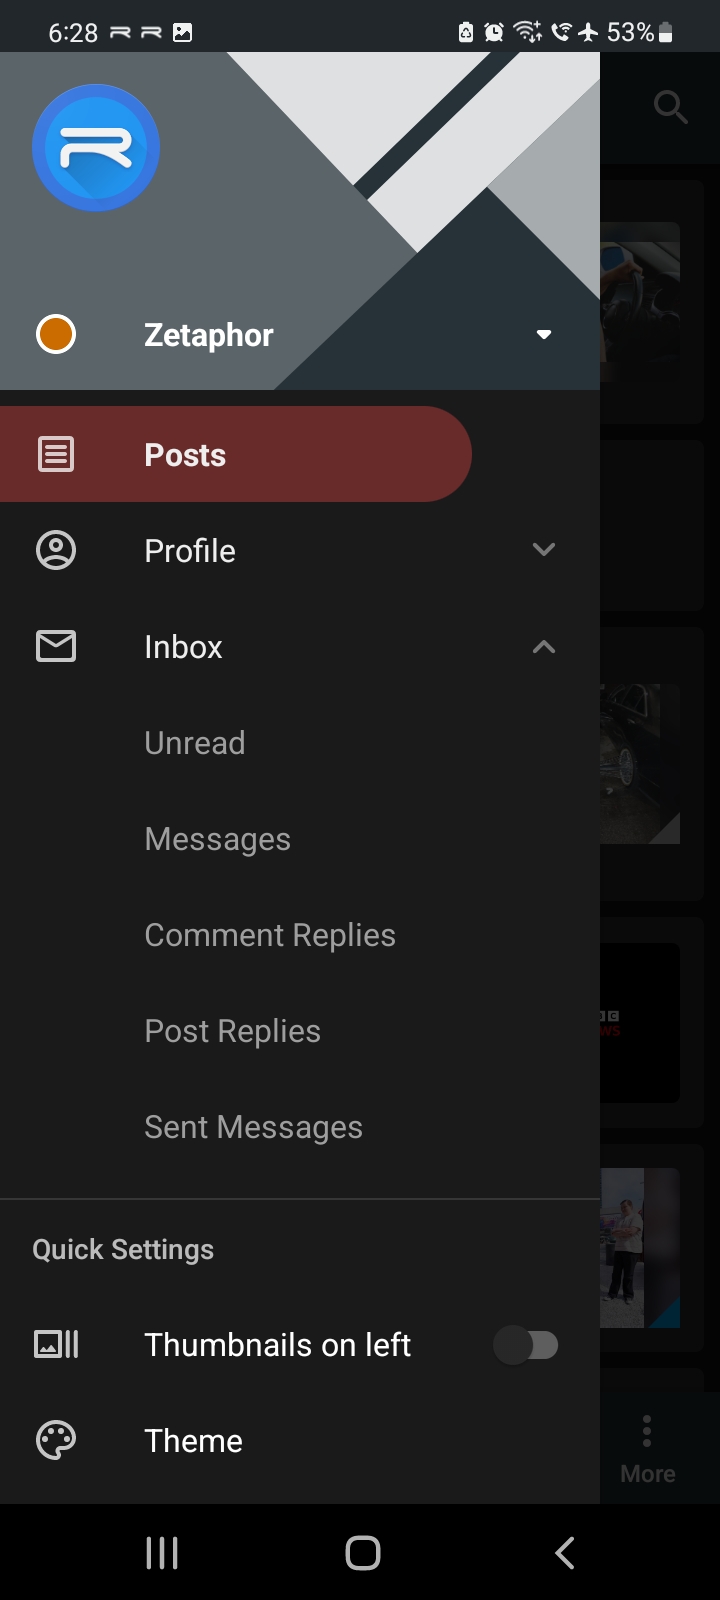 6:28
53%
Zetaphor
Posts
Profile
Inbox
Unread
Messages
Comment Replies
Post Replies
Sent Messages
Quick Settings
Thumbnails on left
Theme
More